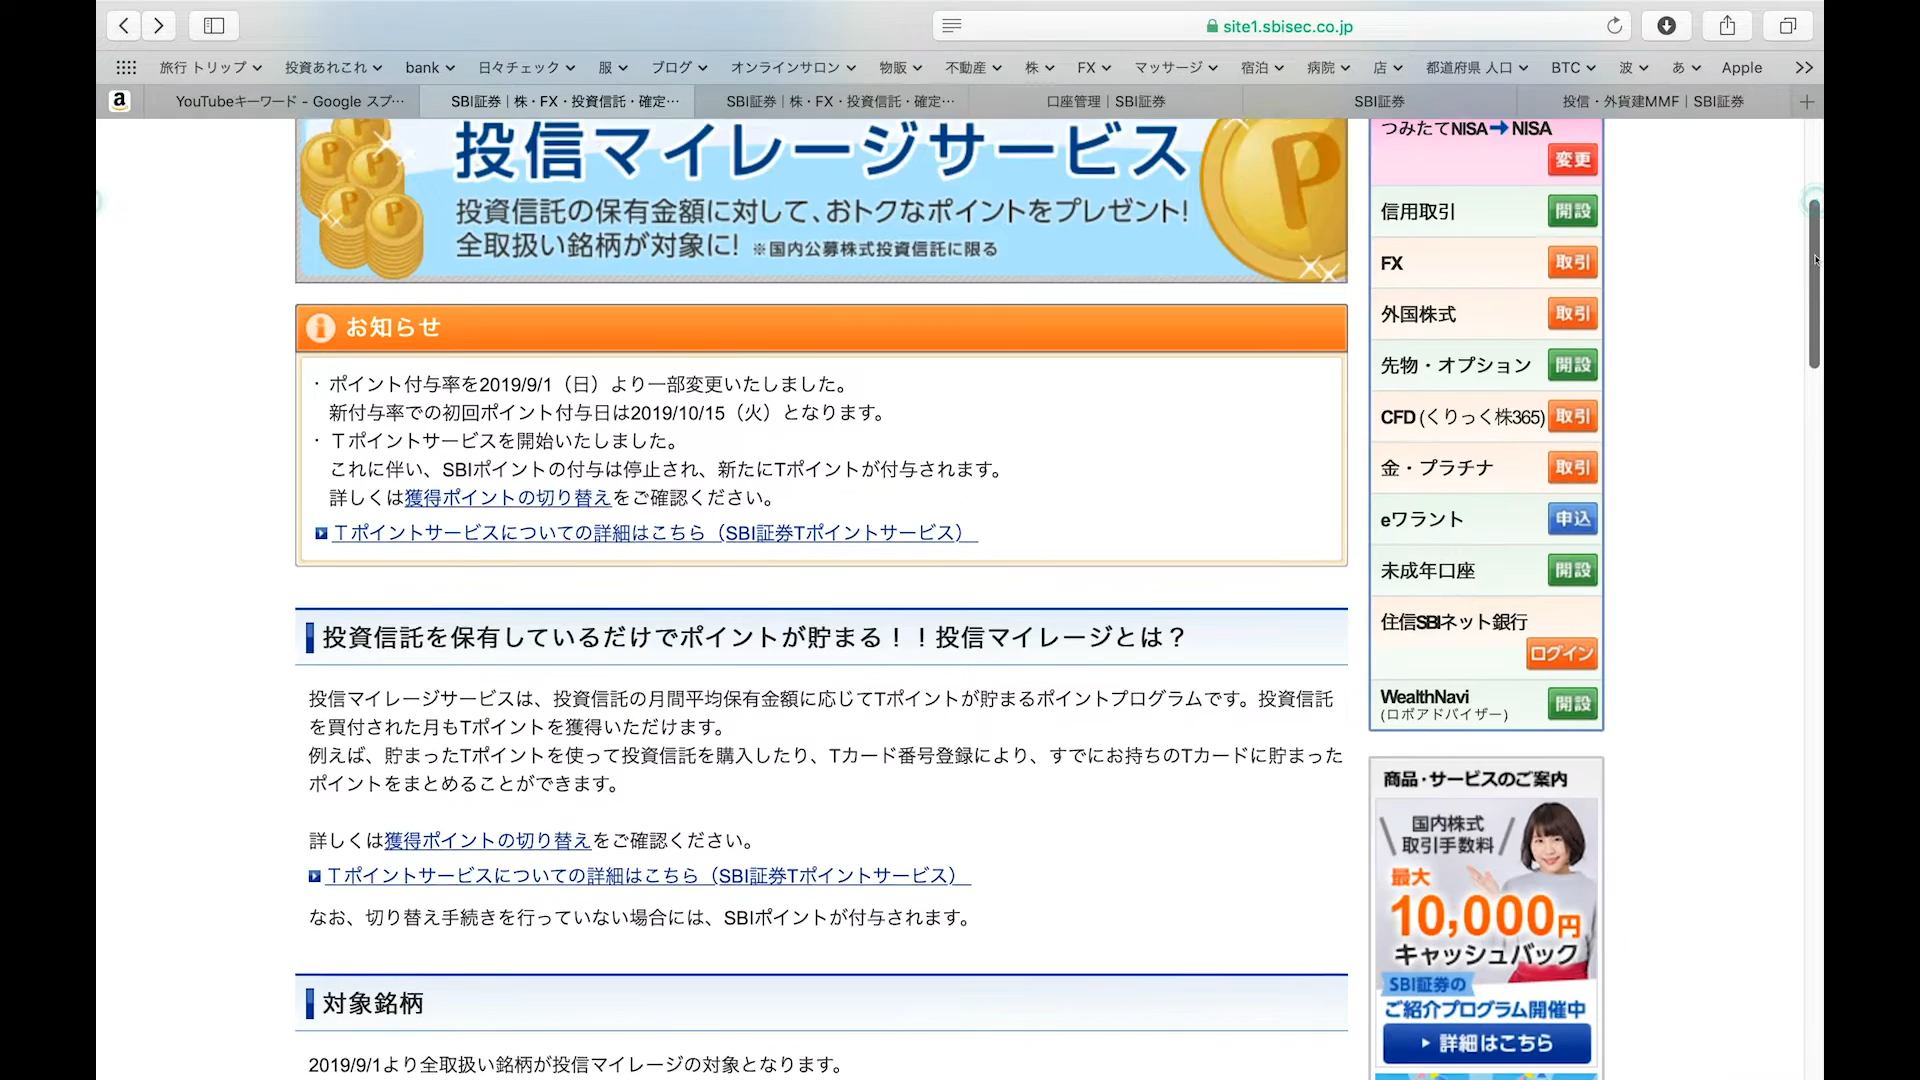 site1.sbisec.co.jp
旅行 トリップ 投資あれこれ bank 日々チェック 服 ブログ オンラインサロン 物販 不動産 株 FX マッサージ 宿泊 病院 店 都道府県 人口 BTC 波 あ Apple
a YouTubeキーワード - Google スプ… SBI証券｜株・FX・投資信託・確定… SBI証券｜株・FX・投資信託・確定… 口座管理｜SBI証券 SBI証券 投信・外貨建MMF｜SBI証券
投信マイレージサービス
投資信託の保有金額に対して、おトクなポイントをプレゼント!
全取扱い銘柄が対象に! ※国内公募株式投資信託に限る
お知らせ
・ ポイント付与率を2019/9/1（日）より一部変更いたしました。
新付与率での初回ポイント付与日は2019/10/15（火）となります。
・ Ｔポイントサービスを開始いたしました。
これに伴い、SBIポイントの付与は停止され、新たにTポイントが付与されます。
詳しくは獲得ポイントの切り替えをご確認ください。
Ｔポイントサービスについての詳細はこちら（SBI証券Tポイントサービス）
投資信託を保有しているだけでポイントが貯まる！！投信マイレージとは？
投信マイレージサービスは、投資信託の月間平均保有金額に応じてTポイントが貯まるポイントプログラムです。投資信託
を買付された月もTポイントを獲得いただけます。
例えば、貯まったTポイントを使って投資信託を購入したり、Tカード番号登録により、すでにお持ちのTカードに貯まった
ポイントをまとめることができます。
詳しくは獲得ポイントの切り替えをご確認ください。
Ｔポイントサービスについての詳細はこちら（SBI証券Tポイントサービス）
なお、切り替え手続きを行っていない場合には、SBIポイントが付与されます。
対象銘柄
2019/9/1より全取扱い銘柄が投信マイレージの対象となります。
つみたてNISA➡NISA
変更
信用取引 開設
FX 取引
外国株式 取引
先物・オプション 開設
CFD (くりっく株365) 取引
金・プラチナ 取引
eワラント 申込
未成年口座 開設
住信SBIネット銀行
ログイン
WealthNavi
(ロボアドバイザー) 開設
商品・サービスのご案内
国内株式
取引手数料
最大
10,000円
キャッシュバック
SBI証券の
ご紹介プログラム開催中
詳細はこちら